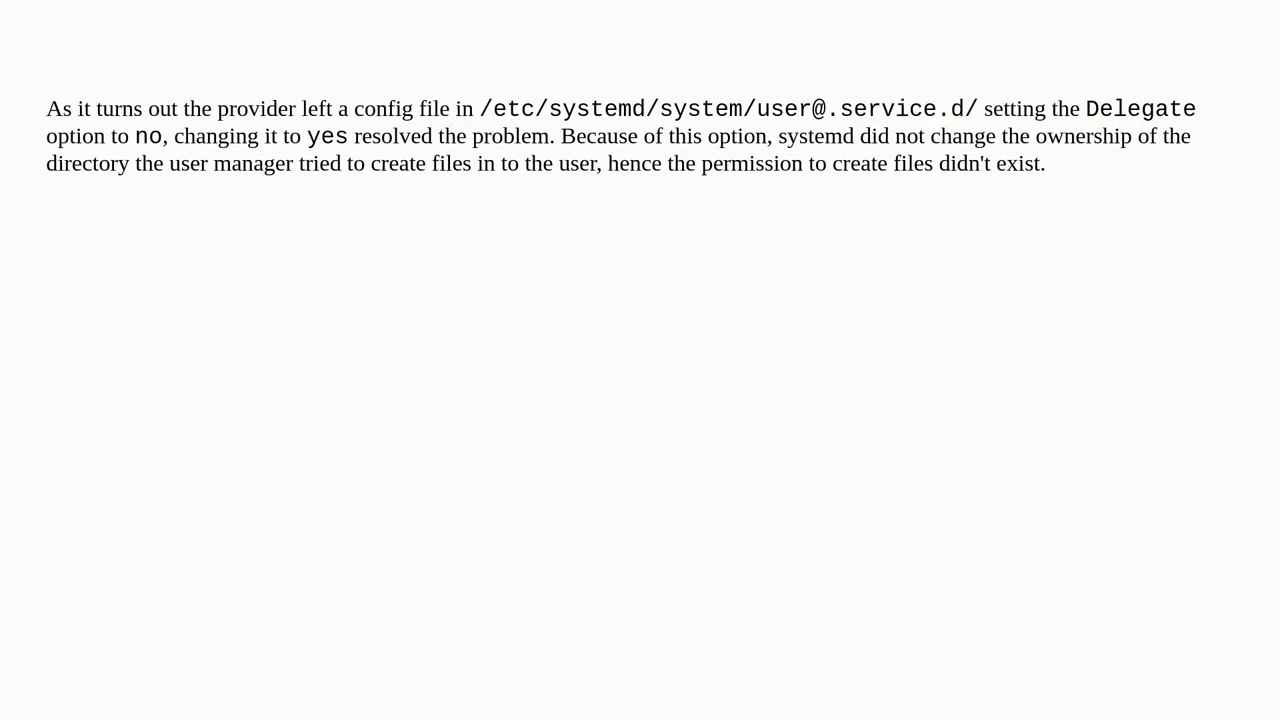 As it turns out the provider left a config file in /etc/systemd/system/user@.service.d/ setting the Delegate
option to no, changing it to yes resolved the problem. Because of this option, systemd did not change the ownership of the
directory the user manager tried to create files in to the user, hence the permission to create files didn't exist.